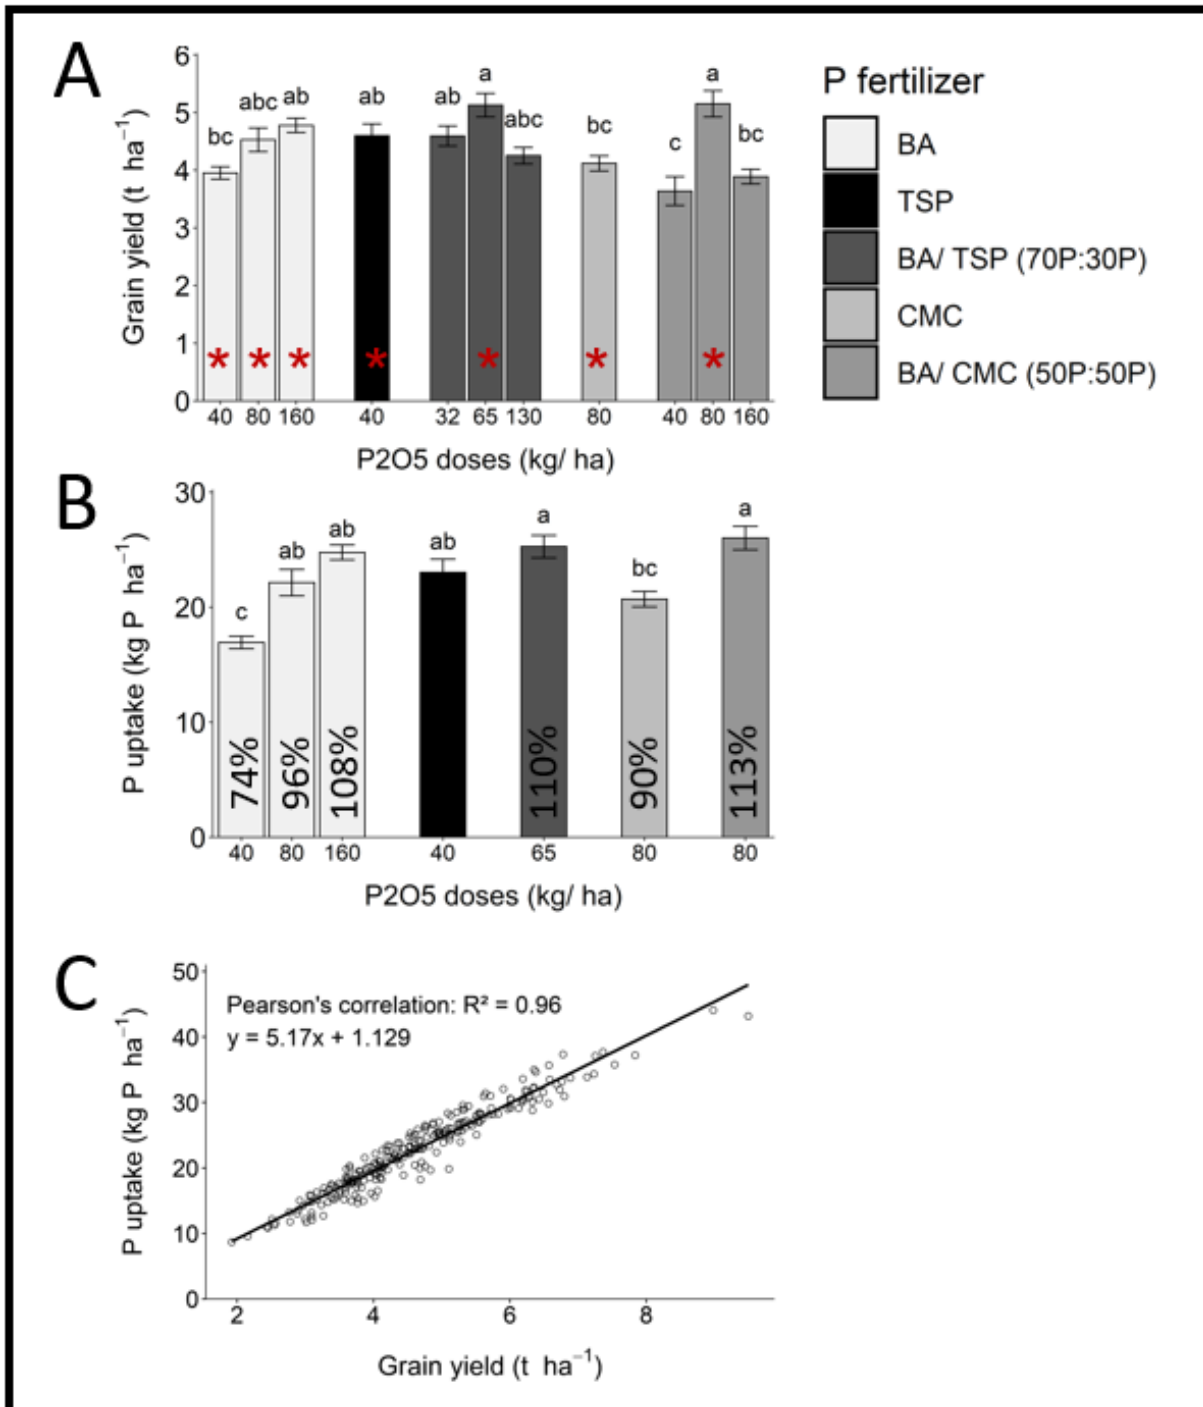 A
Grain yield (t ha⁻¹)
6
5
4
3
2
1
0
bc
abc
ab
ab
ab
a
abc
bc
c
a
bc
* * * * * * *
40 80 160 40 32 65 130 80 40 80 160
P2O5 doses (kg/ ha)
P fertilizer
BA
TSP
BA/ TSP (70P:30P)
CMC
BA/ CMC (50P:50P)
B
P uptake (kg P ha⁻¹)
30
20
10
0
c
ab
ab
ab
a
bc
a
74%
96%
108%
110%
90%
113%
40 80 160 40 65 80 80
P2O5 doses (kg/ ha)
C
P uptake (kg P ha⁻¹)
50
40
30
20
10
0
Pearson's correlation: R² = 0.96
y = 5.17x + 1.129
2 4 6 8
Grain yield (t ha⁻¹)